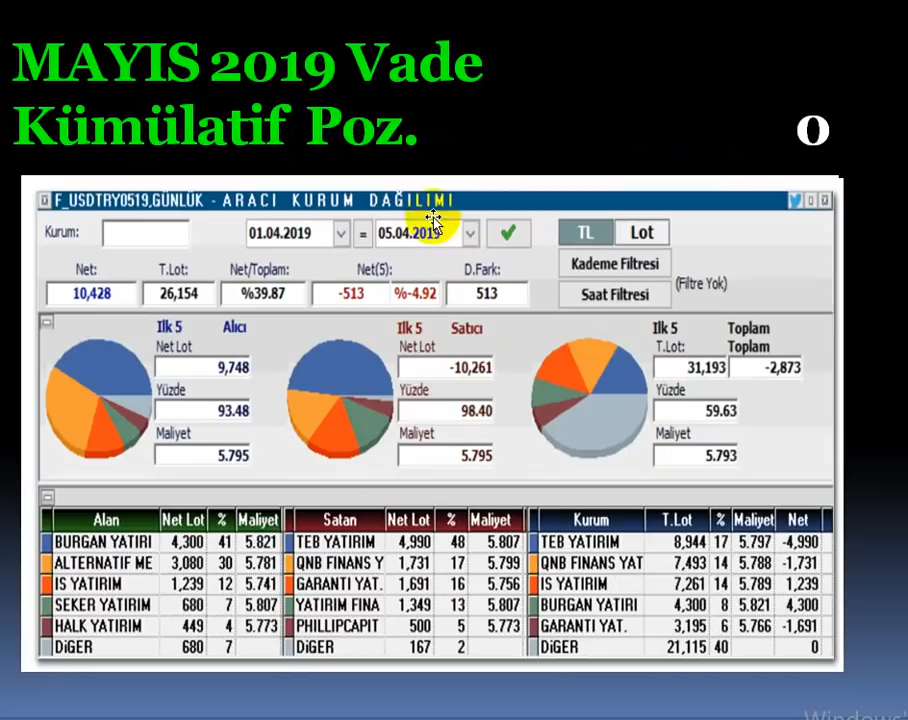 MAYIS 2019 Vade
Kümülatif Poz. 0
F_USDTRY0519,GÜNLÜK - ARACI KURUM DAĞILIMI
Kurum: 01.04.2019 = 05.04.2019 TL Lot
Kademe Filtresi
Net: T.Lot: Net/Toplam: Net(5): D.Fark: (Filtre Yok)
10,428 26,154 %39.87 -513 %-4.92 513 Saat Filtresi
Ilk 5 Alıcı Ilk 5 Satıcı Ilk 5 Toplam
Net Lot Net Lot T.Lot: Toplam
9,748 -10,261 31,193 -2,873
Yüzde Yüzde Yüzde
93.48 98.40 59.63
Maliyet Maliyet Maliyet
5.795 5.795 5.793
Alan Net Lot % Maliyet Satan Net Lot % Maliyet Kurum T.Lot % Maliyet Net
BURGAN YATIRI 4,300 41 5.821 TEB YATIRIM 4,990 48 5.807 TEB YATIRIM 8,944 17 5.797 -4,990
ALTERNATIF ME 3,080 30 5.781 QNB FINANS Y 1,731 17 5.799 QNB FINANS YAT 7,493 14 5.788 -1,731
IS YATIRIM 1,239 12 5.741 GARANTI YAT. 1,691 16 5.756 IS YATIRIM 7,261 14 5.789 1,239
SEKER YATIRIM 680 7 5.807 YATIRIM FINA 1,349 13 5.807 BURGAN YATIRI 4,300 8 5.821 4,300
HALK YATIRIM 449 4 5.773 PHILLIPCAPIT 500 5 5.773 GARANTI YAT. 3,195 6 5.766 -1,691
DiGER 680 7 DiGER 167 2 DiGER 21,115 40 0